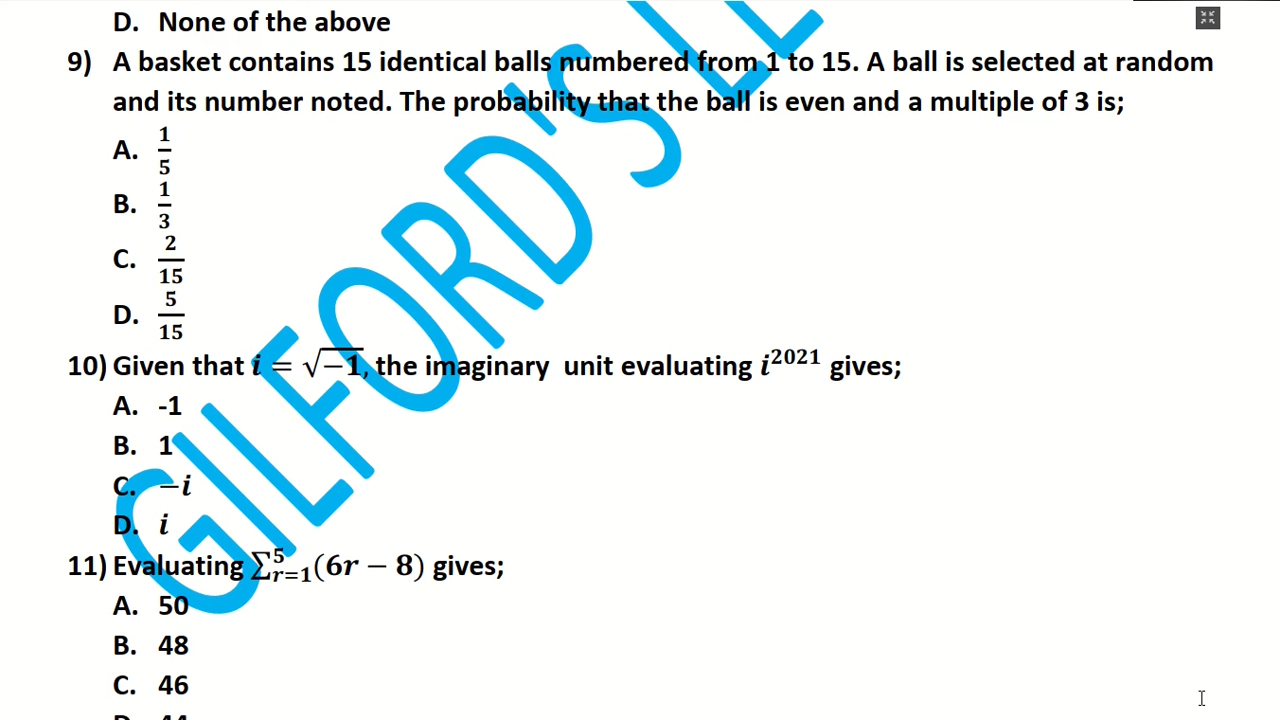 D. None of the above
9) A basket contains 15 identical balls numbered from 1 to 15. A ball is selected at random
and its number noted. The probability that the ball is even and a multiple of 3 is;
A. 1/5
B. 1/3
C. 2/15
D. 5/15
10) Given that i = √−1, the imaginary unit evaluating i^2021 gives;
A. -1
B. 1
C. −i
D. i
11) Evaluating ∑_{r=1}^{5}(6r − 8) gives;
A. 50
B. 48
C. 46
D. 44
GILFORD'S